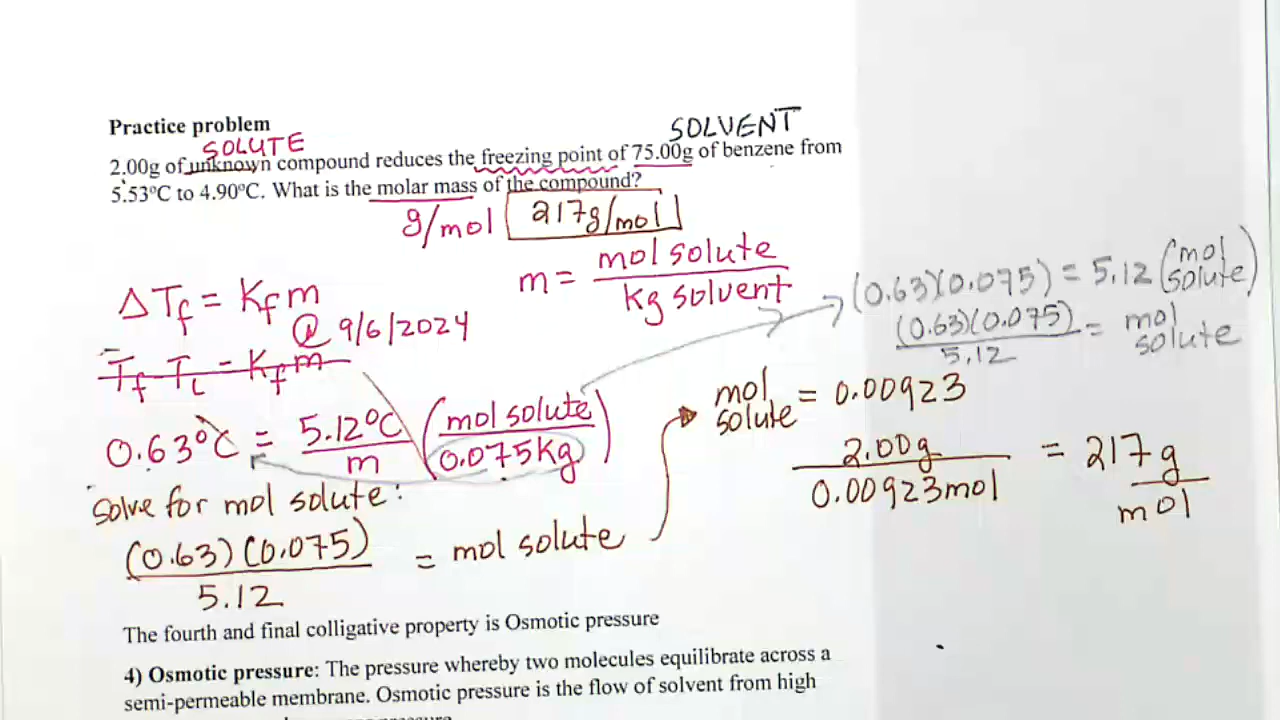 Practice problem
SOLUTE
SOLVENT
2.00g of unknown compound reduces the freezing point of 75.00g of benzene from
5.53°C to 4.90°C. What is the molar mass of the compound?
g/mol 217g/mol
m = mol solute / kg solvent
ΔTf = Kf m
@ 9/6/2024
Tf Ti = Kf m
0.63°C = 5.12°C / m (mol solute / 0.075kg)
(0.63)(0.075) = 5.12 (mol solute)
(0.63)(0.075) / 5.12 = mol solute
Solve for mol solute:
(0.63)(0.075) / 5.12 = mol solute
mol solute = 0.00923
2.00g / 0.00923mol = 217 g / mol
The fourth and final colligative property is Osmotic pressure
4) Osmotic pressure: The pressure whereby two molecules equilibrate across a
semi-permeable membrane. Osmotic pressure is the flow of solvent from high